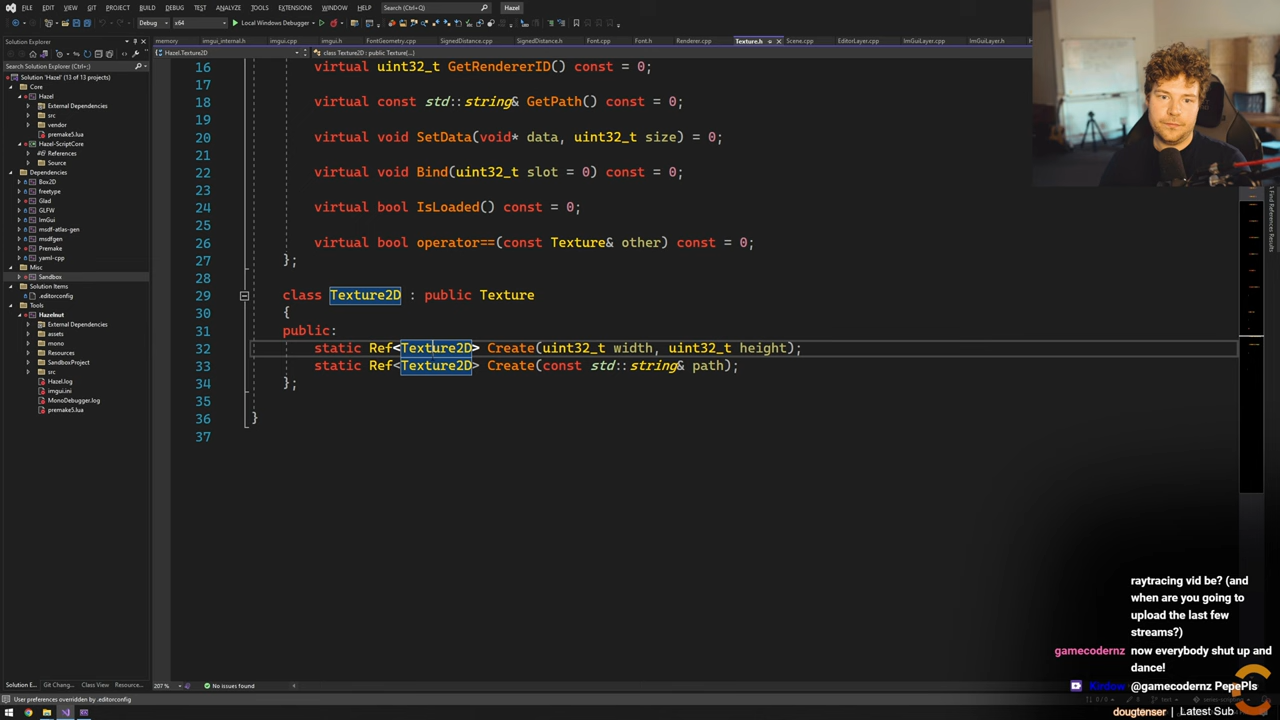 FILE EDIT VIEW GIT PROJECT BUILD DEBUG TEST ANALYZE TOOLS EXTENSIONS WINDOW HELP Search (Ctrl+Q) Hazel
Debug x64 Local Windows Debugger
Solution Explorer
Search Solution Explorer (Ctrl+;)
Solution 'Hazel' (13 of 13 projects)
Core
Hazel
External Dependencies
src
vendor
premake5.lua
Hazel-ScriptCore
References
Source
Dependencies
Box2D
freetype
Glad
GLFW
ImGui
msdf-atlas-gen
msdfgen
Premake
yaml-cpp
Misc
Sandbox
Solution Items
.editorconfig
Tools
Hazelnut
External Dependencies
assets
mono
Resources
SandboxProject
src
Hazel.log
imgui.ini
MonoDebugger.log
premake5.lua
memory imgui_internal.h imgui.cpp imgui.h FontGeometry.cpp SignedDistance.cpp SignedDistance.h Font.cpp Font.h Renderer.cpp Texture.h Scene.cpp EditorLayer.cpp ImGuiLayer.cpp ImGuiLayer.h
Hazel.Texture2D class Texture2D : public Texture{...}
16 virtual uint32_t GetRendererID() const = 0;
17
18 virtual const std::string& GetPath() const = 0;
19
20 virtual void SetData(void* data, uint32_t size) = 0;
21
22 virtual void Bind(uint32_t slot = 0) const = 0;
23
24 virtual bool IsLoaded() const = 0;
25
26 virtual bool operator==(const Texture& other) const = 0;
27 };
28
29 class Texture2D : public Texture
30 {
31 public:
32 static Ref<Texture2D> Create(uint32_t width, uint32_t height);
33 static Ref<Texture2D> Create(const std::string& path);
34 };
35
36 }
37
Find References Results
raytracing vid be? (and
when are you going to
upload the last few
streams?)
gamecodernz now everybody shut up and
dance!
Kirdow @gamecodernz PepePls
dougtenser | Latest Sub
Solution E... Git Chang... Class View Resource...
207 % No issues found
User preferences overridden by .editorconfig